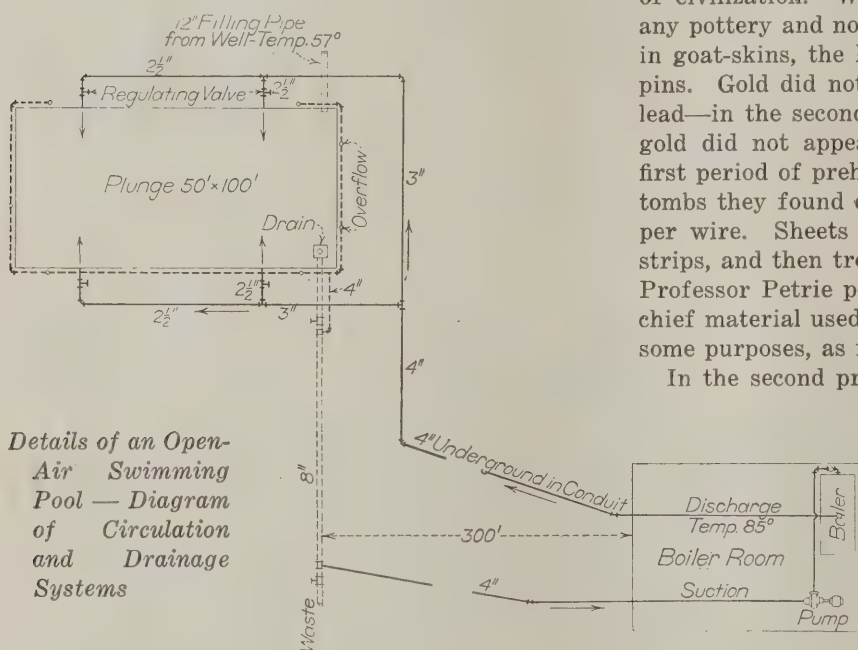 12" Filling Pipe
from Well-Temp. 57°
2½"
Regulating Valve
2½"
Plunge 50' × 100'
Overflow
3"
Drain
2½"
4"
2½"
3"
4"
8"
4" Underground in Conduit
300'
Discharge
Temp. 85°
Boiler
Boiler Room
4"
Suction
Pump
Waste
Details of an Open-
Air Swimming
Pool — Diagram
of Circulation
and Drainage
Systems
any pottery and no
in goat-skins, the
pins. Gold did not
lead—in the second
gold did not appea
first period of preh
tombs they found
per wire. Sheets
strips, and then tre
Professor Petrie p
chief material used
some purposes, as
In the second pr